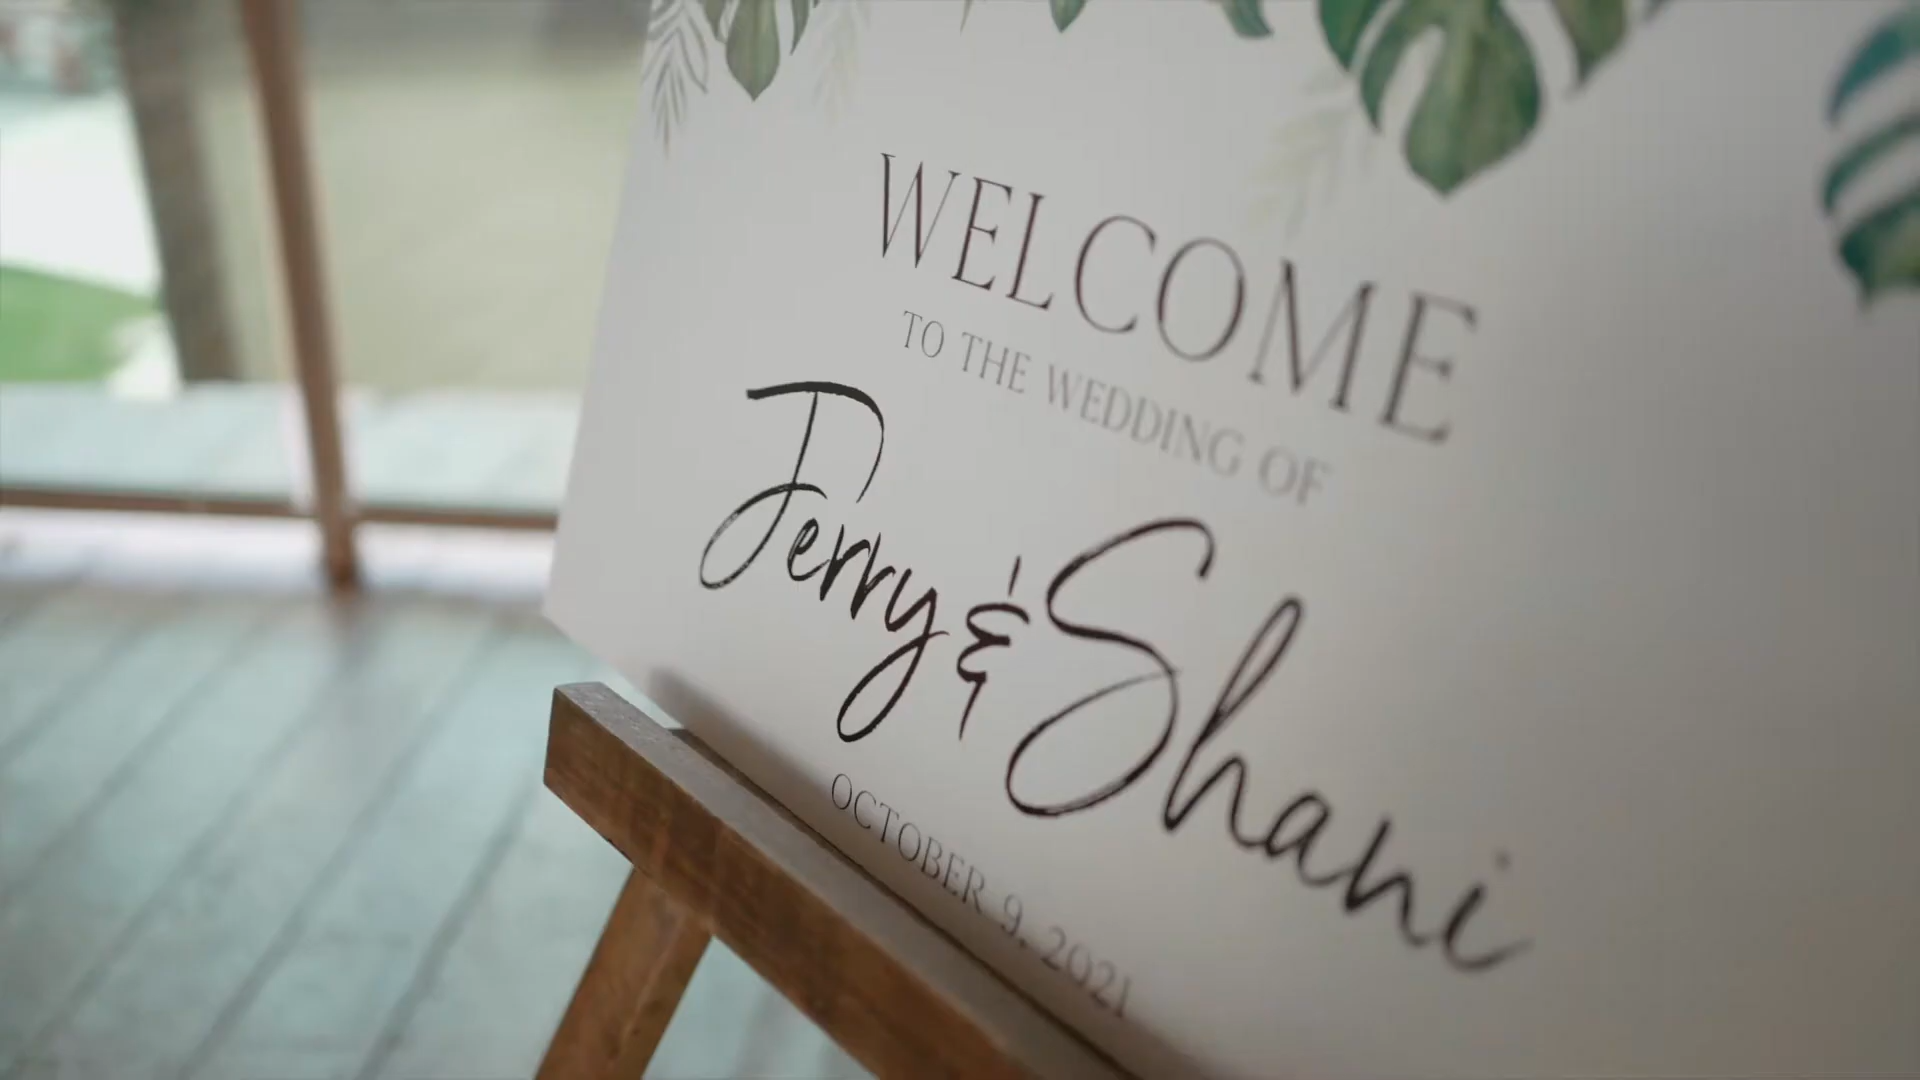 WELCOME
TO THE WEDDING OF
Jerry & Shani
OCTOBER 9, 2021